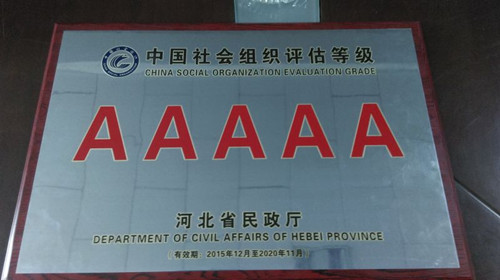 中国社会组织评估等级
CHINA SOCIAL ORGANIZATION EVALUATION GRADE
AAAAA
河北省民政厅
DEPARTMENT OF CIVIL AFFAIRS OF HEBEI PROVINCE
（有效期：2015年12月至2020年11月）